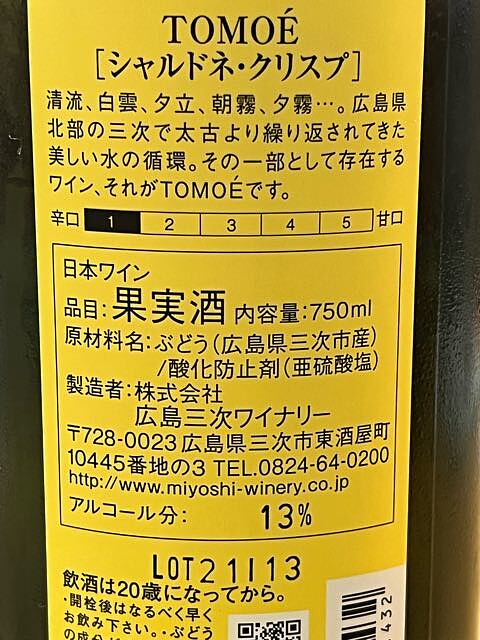 TOMOÉ
[シャルドネ・クリスプ]
清流、白雲、夕立、朝霧、夕霧…。広島県
北部の三次で太古より繰り返されてきた
美しい水の循環。その一部として存在する
ワイン、それがTOMOÉです。
辛口 1 2 3 4 5 甘口
日本ワイン
品目:果実酒 内容量:750ml
原材料名:ぶどう(広島県三次市産)
/酸化防止剤(亜硫酸塩)
製造者:株式会社
広島三次ワイナリー
〒728-0023 広島県三次市東酒屋町
10445番地の3 TEL.0824-64-0200
http://www.miyoshi-winery.co.jp
アルコール分: 13%
LOT21113
飲酒は20歳になってから。
・開栓後はなるべく早く
お飲み下さい。・ぶどう
の成分が
432